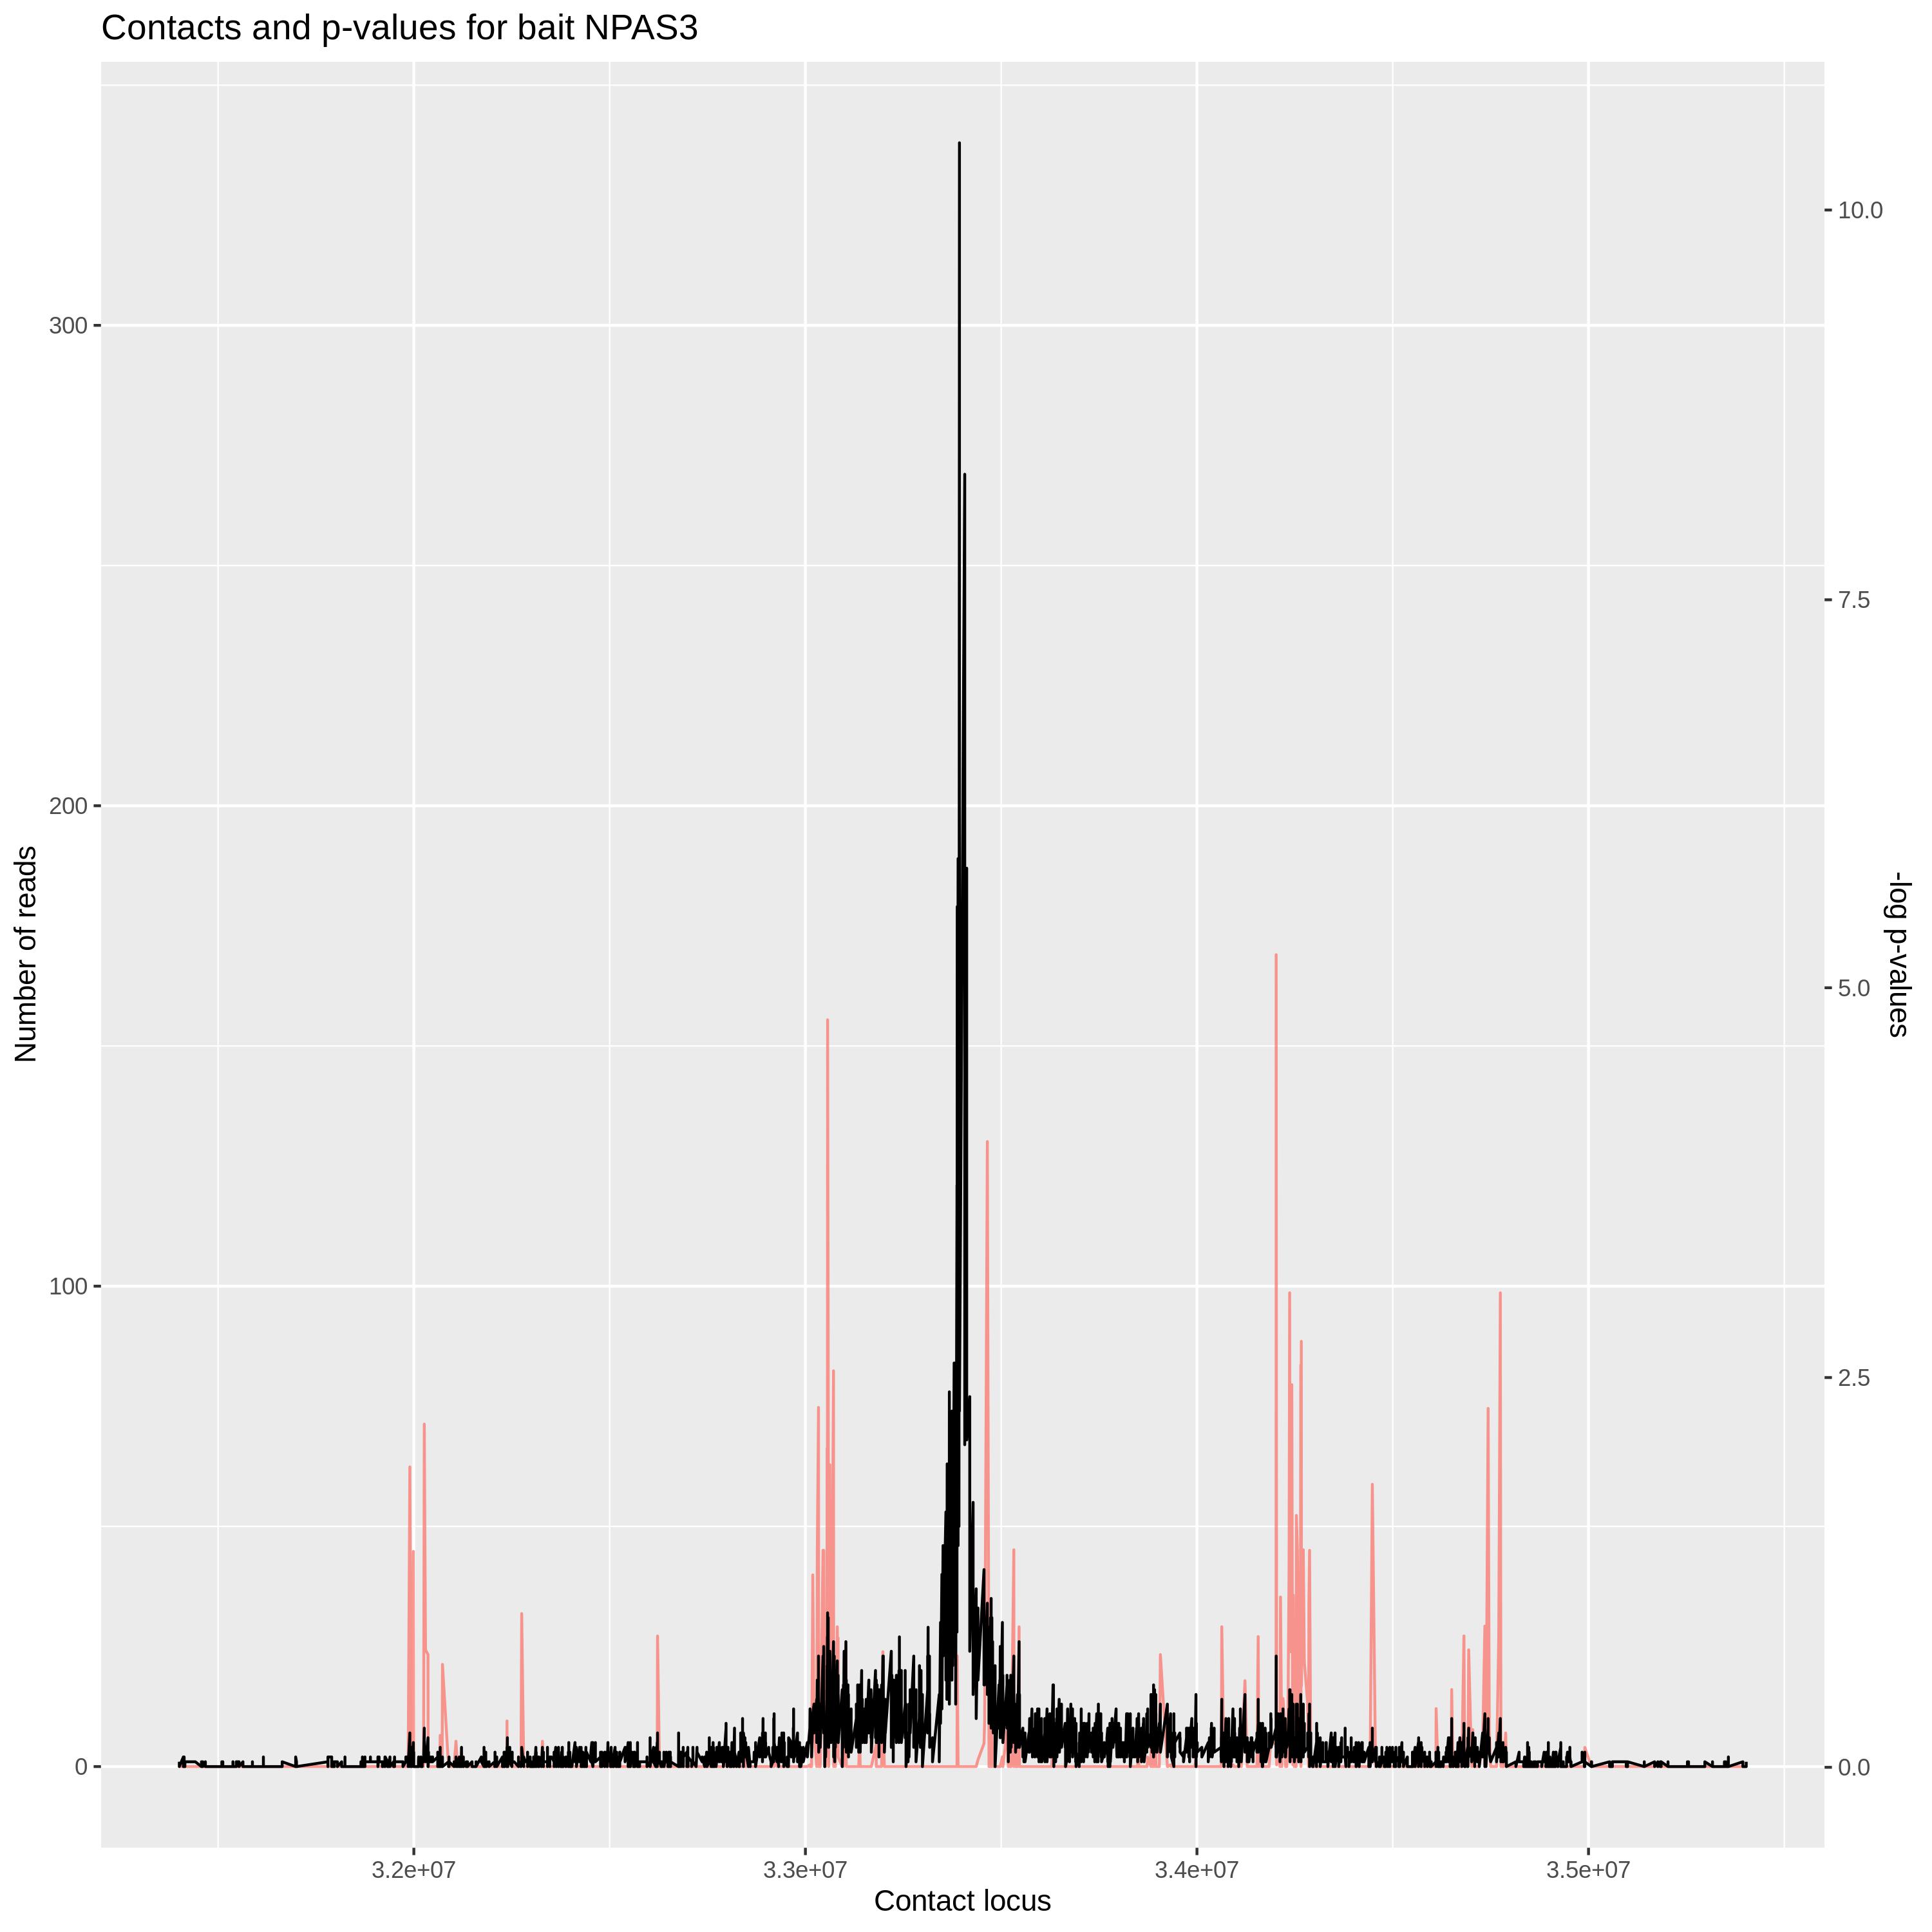 Contacts and p-values for bait NPAS3
300
200
100
0
Number of reads
10.0
7.5
5.0
2.5
0.0
-log p-values
3.2e+07
3.3e+07
3.4e+07
3.5e+07
Contact locus